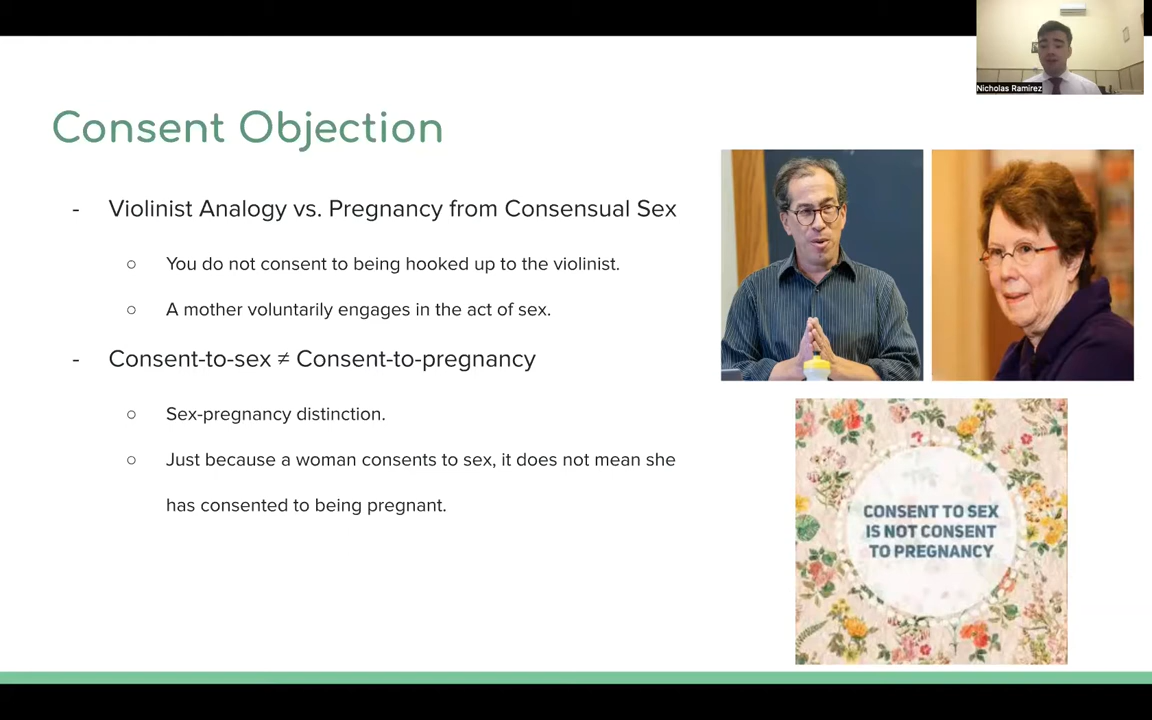 Nicholas Ramirez
Consent Objection
- Violinist Analogy vs. Pregnancy from Consensual Sex
○ You do not consent to being hooked up to the violinist.
○ A mother voluntarily engages in the act of sex.
- Consent-to-sex ≠ Consent-to-pregnancy
○ Sex-pregnancy distinction.
○ Just because a woman consents to sex, it does not mean she
has consented to being pregnant.
CONSENT TO SEX
IS NOT CONSENT
TO PREGNANCY